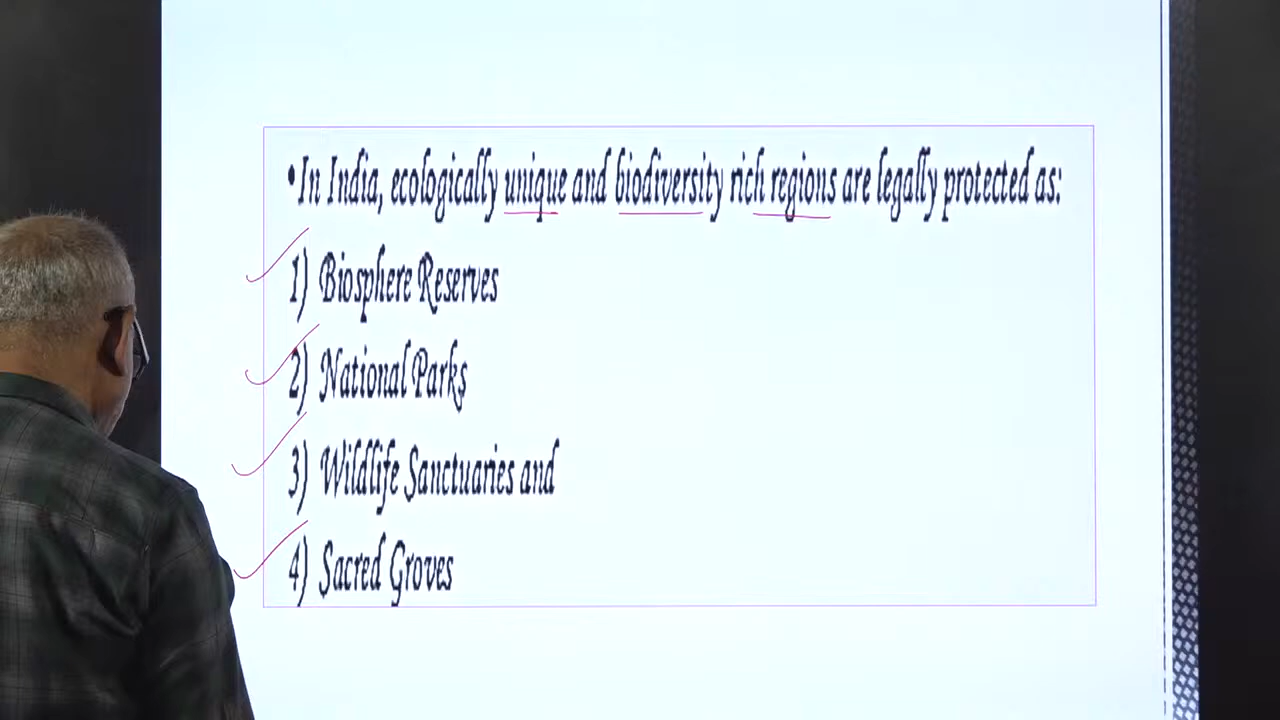 •In India, ecologically unique and biodiversity rich regions are legally protected as:
1) Biosphere Reserves
2) National Parks
3) Wildlife Sanctuaries and
4) Sacred Groves